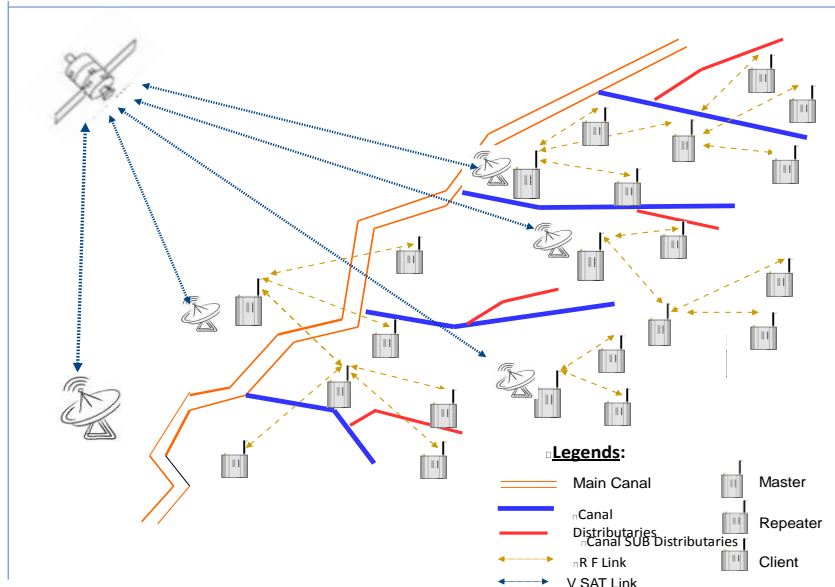 Legends:
Main Canal
Canal
Distributaries
Canal SUB Distributaries
R F Link
V SAT Link
Master
Repeater
Client